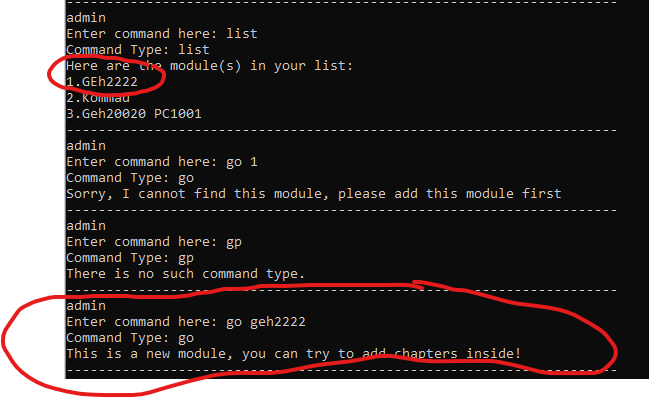 --------------------------------------------------------------------
admin
Enter command here: list
Command Type: list
Here are the module(s) in your list:
1.GEh2222
2.Kommad
3.Geh20020 PC1001
--------------------------------------------------------------------
admin
Enter command here: go 1
Command Type: go
Sorry, I cannot find this module, please add this module first
--------------------------------------------------------------------
admin
Enter command here: gp
Command Type: gp
There is no such command type.
--------------------------------------------------------------------
admin
Enter command here: go geh2222
Command Type: go
This is a new module, you can try to add chapters inside!
--------------------------------------------------------------------